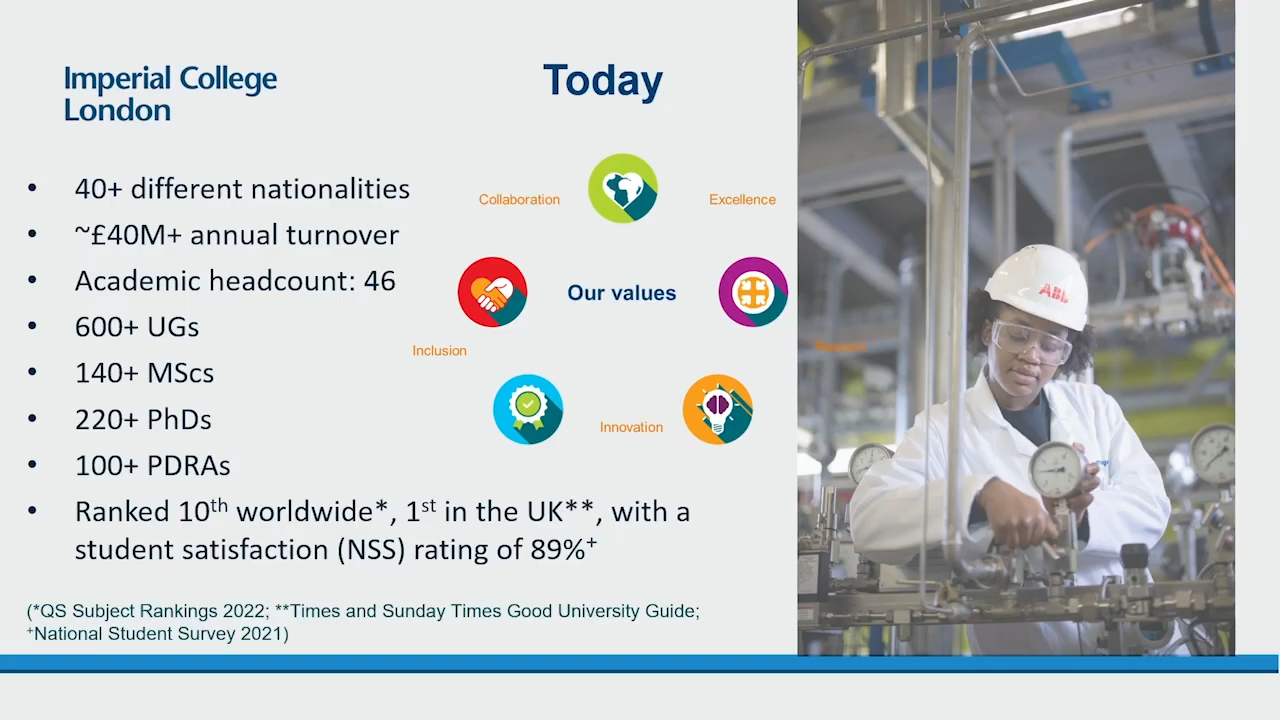 Imperial College
London
Today
• 40+ different nationalities
• ~£40M+ annual turnover
• Academic headcount: 46
• 600+ UGs
• 140+ MScs
• 220+ PhDs
• 100+ PDRAs
• Ranked 10th worldwide*, 1st in the UK**, with a
student satisfaction (NSS) rating of 89%+
(*QS Subject Rankings 2022; **Times and Sunday Times Good University Guide;
+National Student Survey 2021)
Collaboration
Excellence
Our values
Inclusion
Innovation
ABB